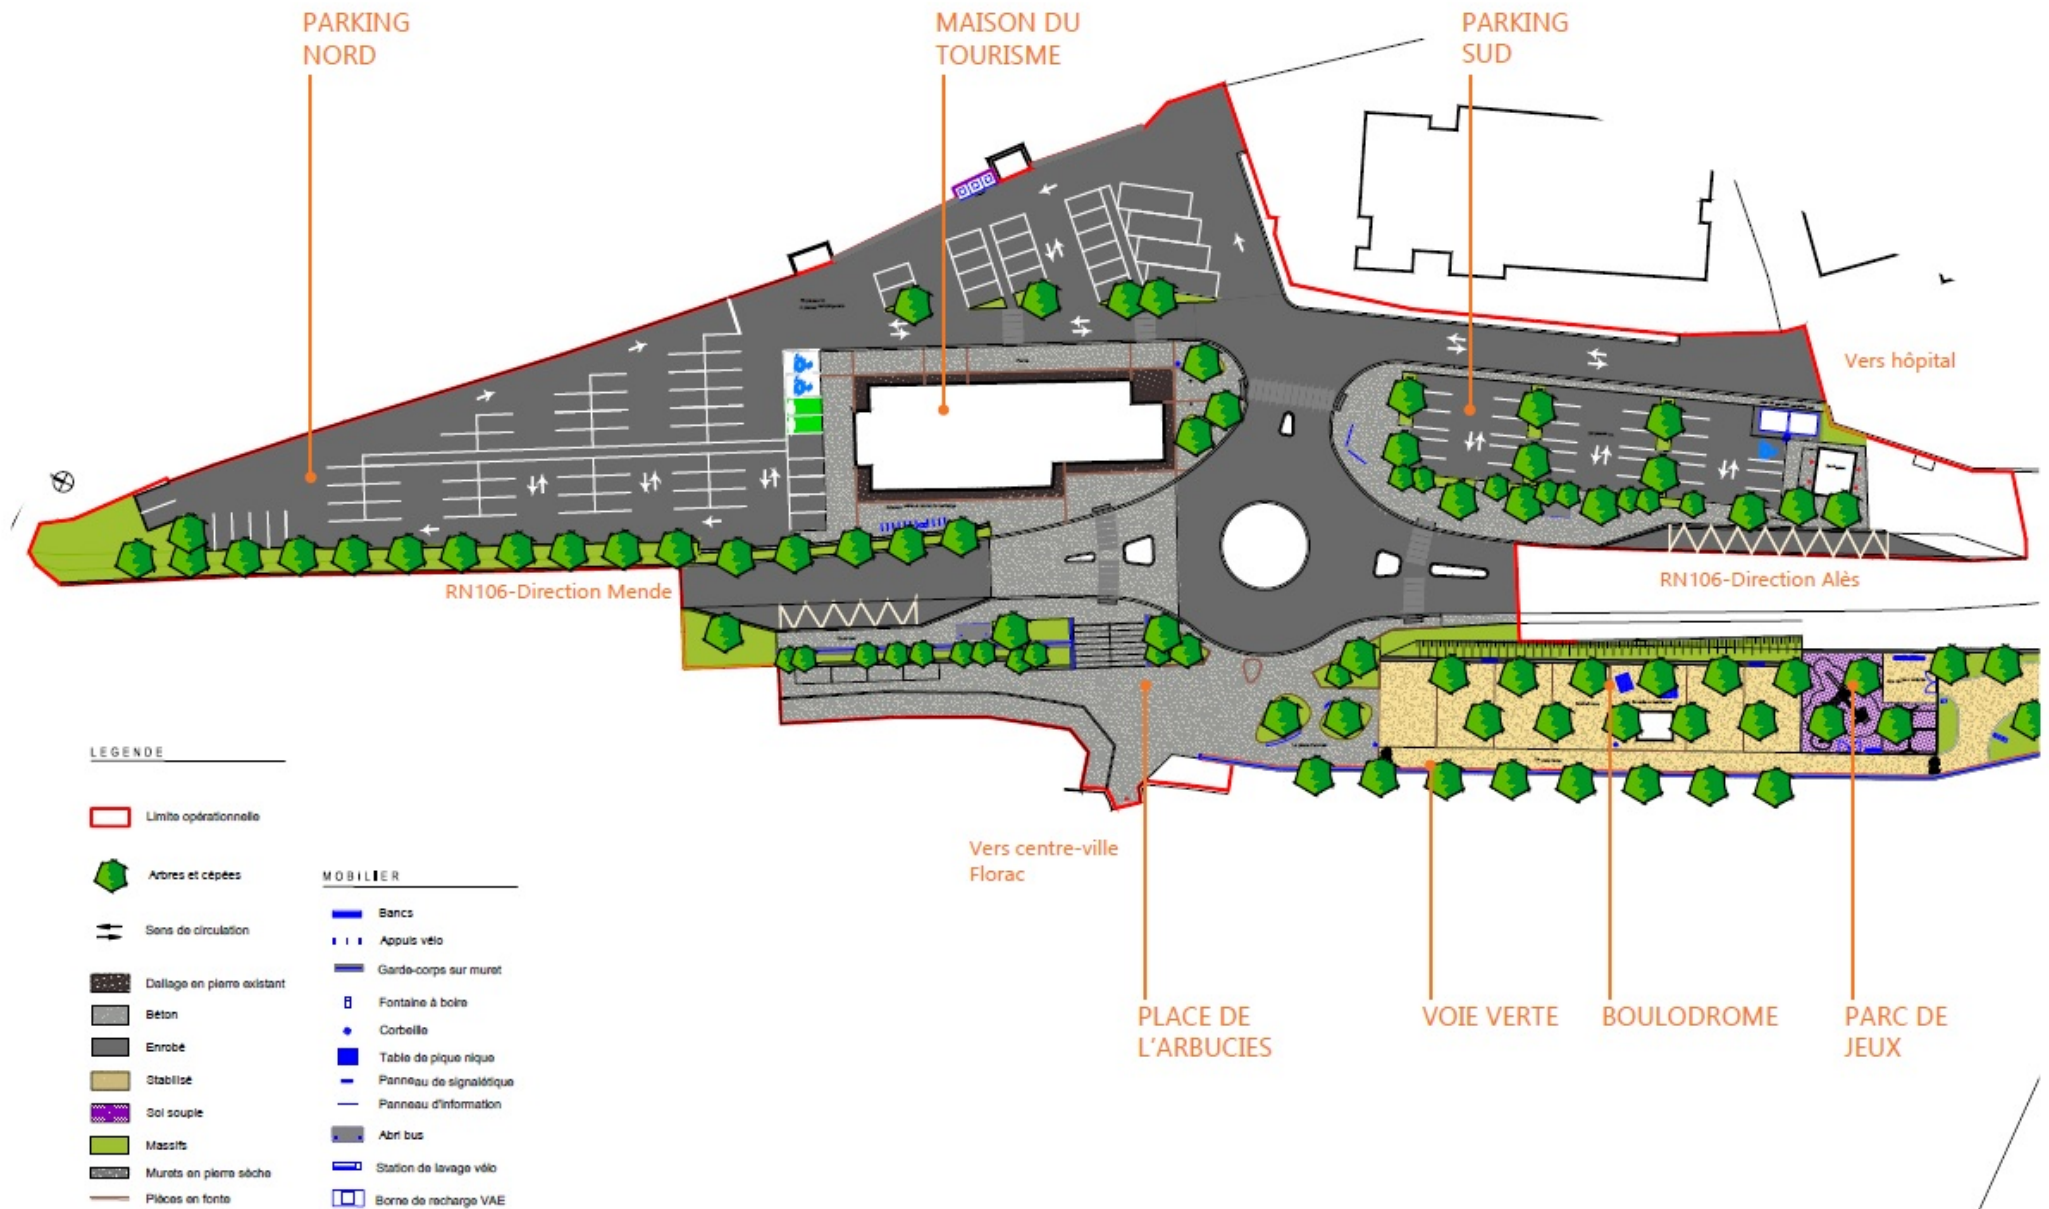 PARKING
NORD
MAISON DU
TOURISME
PARKING
SUD
Vers hôpital
RN106-Direction Mende
RN106-Direction Alès
Vers centre-ville
Florac
PLACE DE
L'ARBUCIES
VOIE VERTE
BOULODROME
PARC DE
JEUX
LEGENDE
Limite opérationnelle
Arbres et cépées
Sens de circulation
Dallage en pierre existant
Béton
Enrobé
Stabilisé
Sol souple
Massifs
Murets en pierre sèche
Pièces en fonte
MOBILIER
Bancs
Appuis vélo
Garde-corps sur muret
Fontaine à boire
Corbeille
Table de pique nique
Panneau de signalétique
Panneau d'information
Abri bus
Station de lavage vélo
Borne de recharge VAE